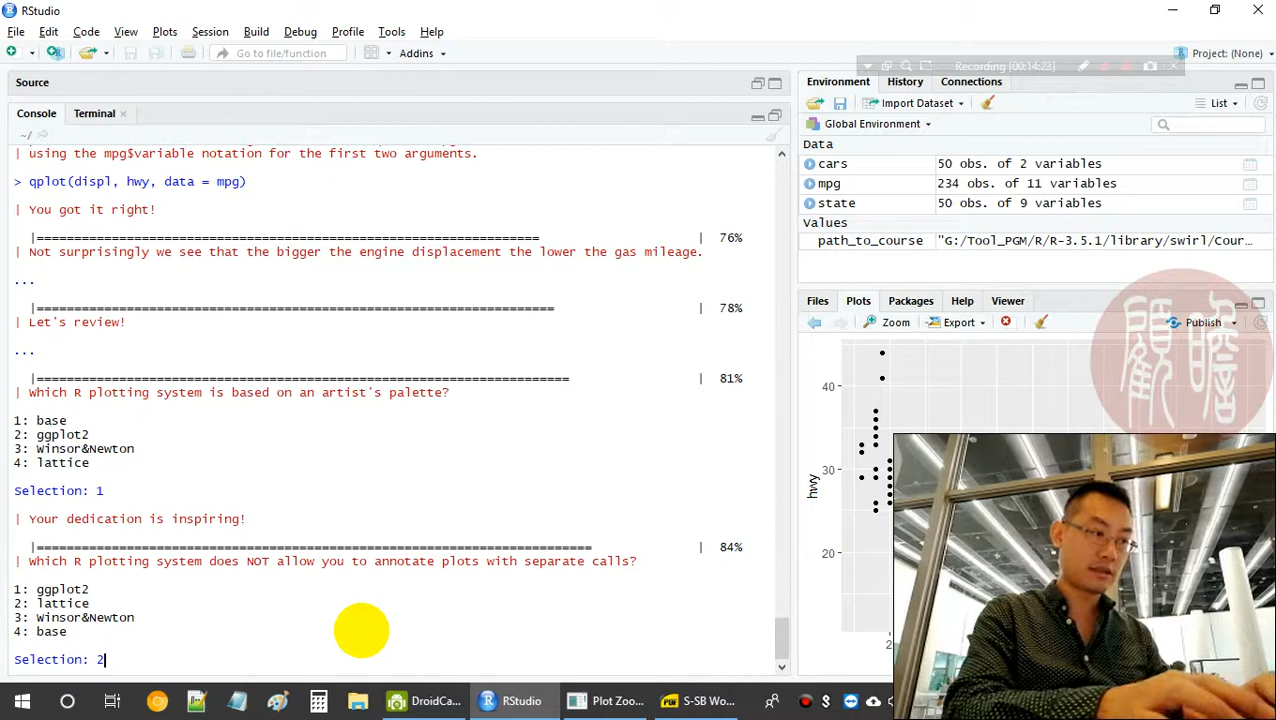 RStudio
File Edit Code View Plots Session Build Debug Profile Tools Help
Go to file/function
Addins
Project: (None)
Recording [00:14:23]
Source
Console Terminal
~/
| using the mpg$variable notation for the first two arguments.
> qplot(displ, hwy, data = mpg)
| You got it right!
|=================================================================== | 76%
| Not surprisingly we see that the bigger the engine displacement the lower the gas mileage.
...
|===================================================================== | 78%
| Let's review!
...
|======================================================================= | 81%
| Which R plotting system is based on an artist's palette?
1: base
2: ggplot2
3: Winsor&Newton
4: lattice
Selection: 1
| Your dedication is inspiring!
|========================================================================== | 84%
| Which R plotting system does NOT allow you to annotate plots with separate calls?
1: ggplot2
2: lattice
3: Winsor&Newton
4: base
Selection: 2
Environment History Connections
Import Dataset
List
Global Environment
Data
cars 50 obs. of 2 variables
mpg 234 obs. of 11 variables
state 50 obs. of 9 variables
Values
path_to_course "G:/Tool_PGM/R/R-3.5.1/library/swirl/Cour…
Files Plots Packages Help Viewer
Zoom Export Publish
40
30
20
hwy
2
DroidCa...
RStudio
Plot Zoo...
S-SB Wo...